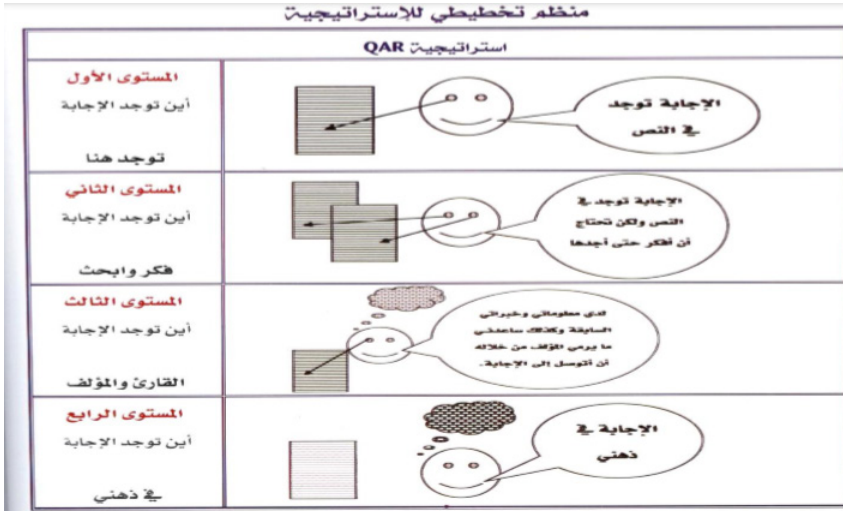 منظم تخطيطي للإستراتيجية
استراتيجية QAR
المستوى الأول
أين توجد الإجابة
توجد هنا
الإجابة توجد
في النص
المستوى الثاني
أين توجد الإجابة
فكر وابحث
الإجابة توجد في
النص ولكن تحتاج
أن أفكر حتى أجدها
المستوى الثالث
أين توجد الإجابة
القارئ والمؤلف
لدى معلوماتي وخبراتي
السابقة وكذلك ساعدني
ما يرمي المؤلف من خلاله
أن أتوصل إلى الإجابة.
المستوى الرابع
أين توجد الإجابة
في ذهني
الإجابة في
ذهني